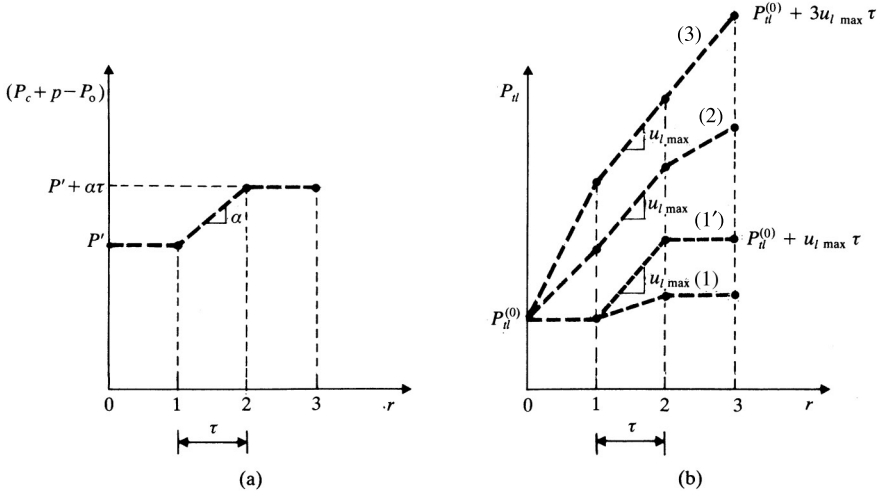 (P_c + p − P_o)
P′ + ατ
P′
α
0 1 2 3 r
τ
(a)
P_tl
P_tl^(0) + 3u_l max τ
(3)
u_l max
(2)
u_l max
(1′)
P_tl^(0) + u_l max τ
u_l max
(1)
P_tl^(0)
0 1 2 3 r
τ
(b)